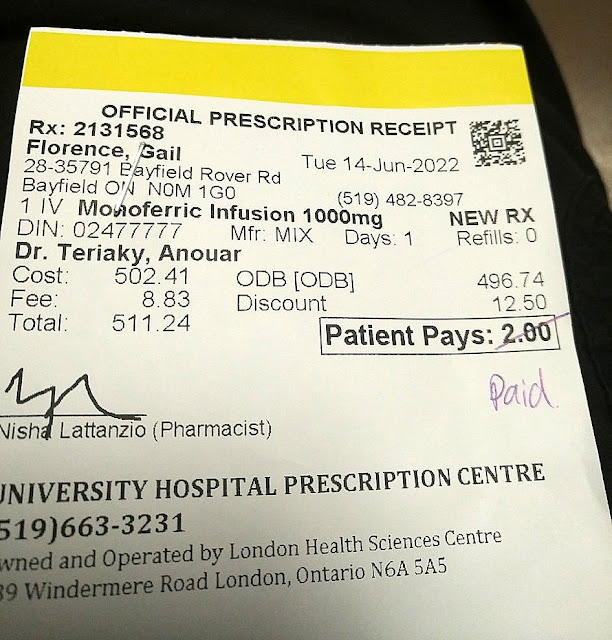 OFFICIAL PRESCRIPTION RECEIPT
Rx: 2131568
Florence, Gail Tue 14-Jun-2022
28-35791 Bayfield Rover Rd
Bayfield ON N0M 1G0 (519) 482-8397
1 IV Monoferric Infusion 1000mg NEW RX
DIN: 02477777 Mfr: MIX Days: 1 Refills: 0
Dr. Teriaky, Anouar
Cost: 502.41 ODB [ODB] 496.74
Fee: 8.83 Discount 12.50
Total: 511.24 Patient Pays: 2.00
Paid.
Nisha Lattanzio (Pharmacist)
UNIVERSITY HOSPITAL PRESCRIPTION CENTRE
519)663-3231
wned and Operated by London Health Sciences Centre
39 Windermere Road London, Ontario N6A 5A5